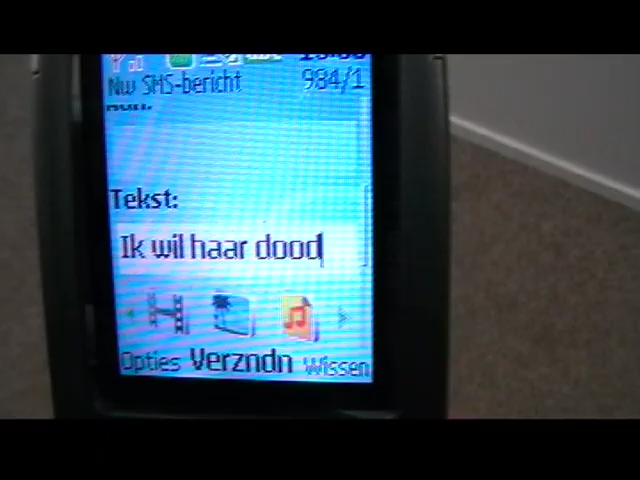 Nw SMS-bericht 984/1
Tekst:
Ik wil haar dood
Opties Verzndn Wissen